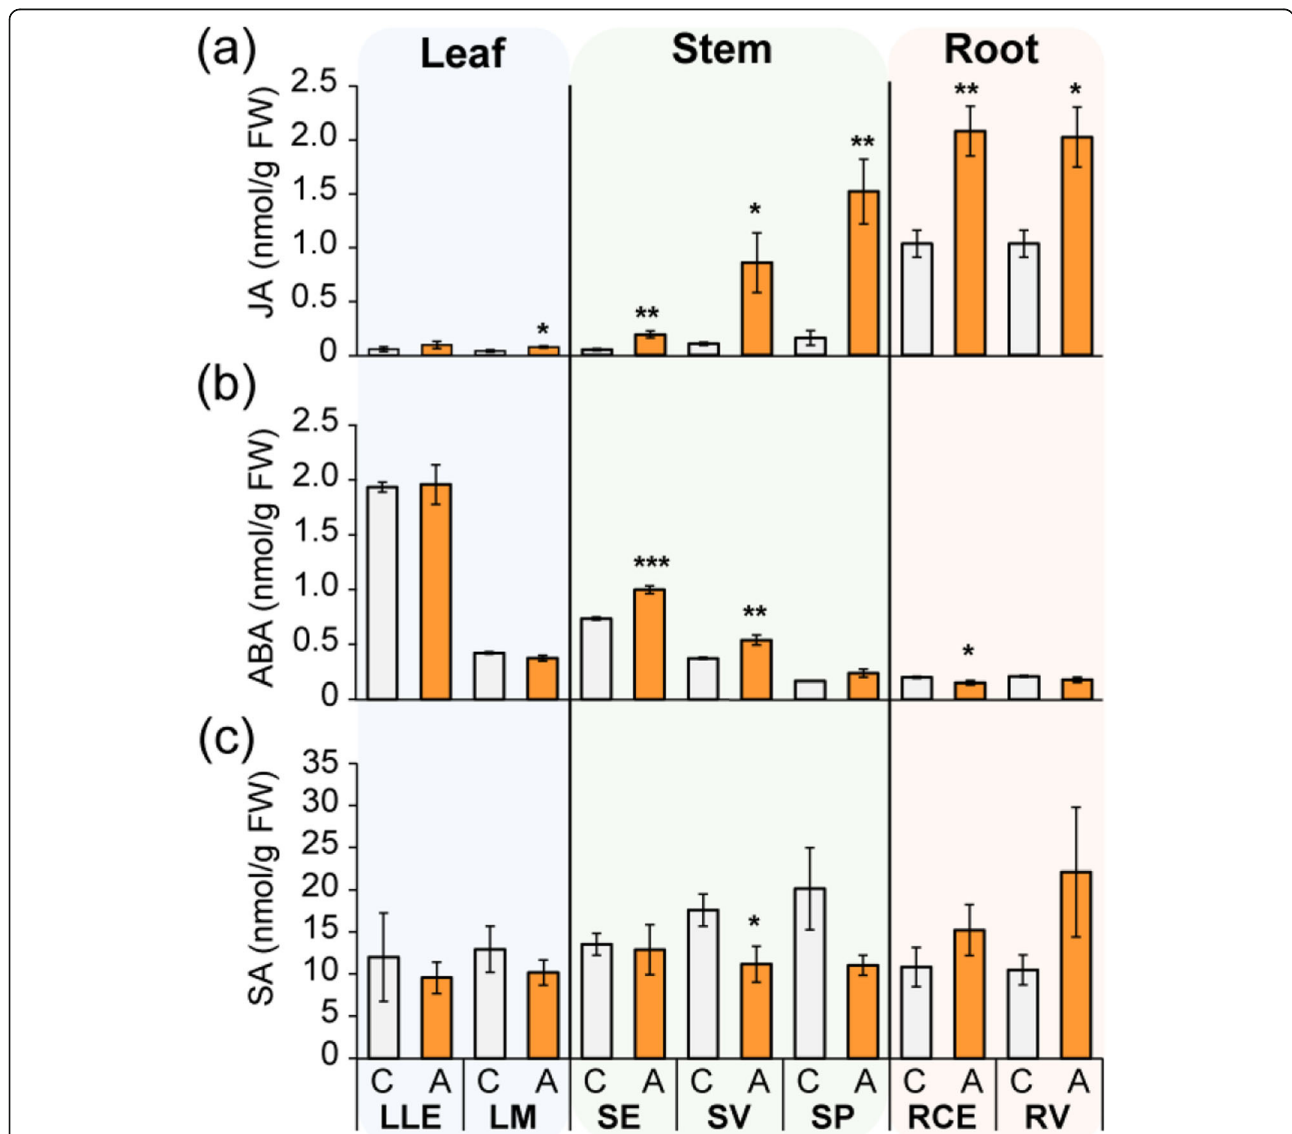 (a) Leaf Stem Root
JA (nmol/g FW)
2.5
2.0
1.5
1.0
0.5
0
* ** * ** ** *
(b)
ABA (nmol/g FW)
2.5
2.0
1.5
1.0
0.5
0
*** ** *
(c)
SA (nmol/g FW)
35
30
25
20
15
10
5
0
*
C A C A C A C A C A C A C A
LLE LM SE SV SP RCE RV